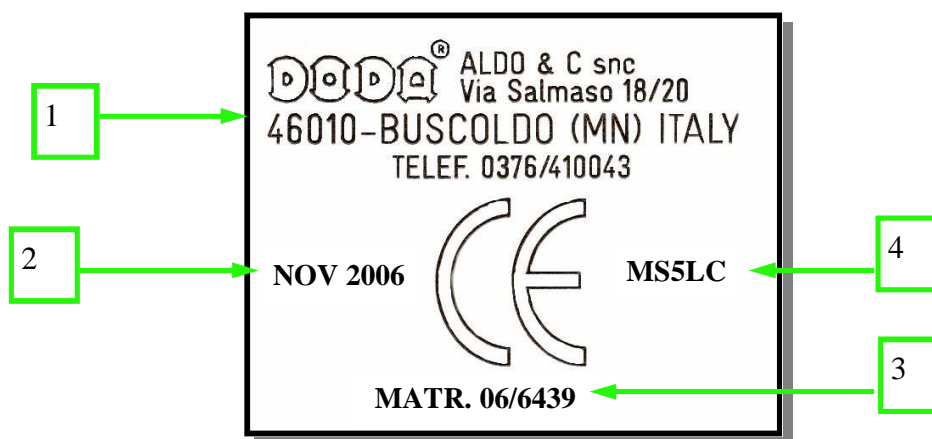 DODA® ALDO & C snc
Via Salmaso 18/20
46010-BUSCOLDO (MN) ITALY
TELEF. 0376/410043
1
2
NOV 2006
CE
MS5LC
4
MATR. 06/6439
3